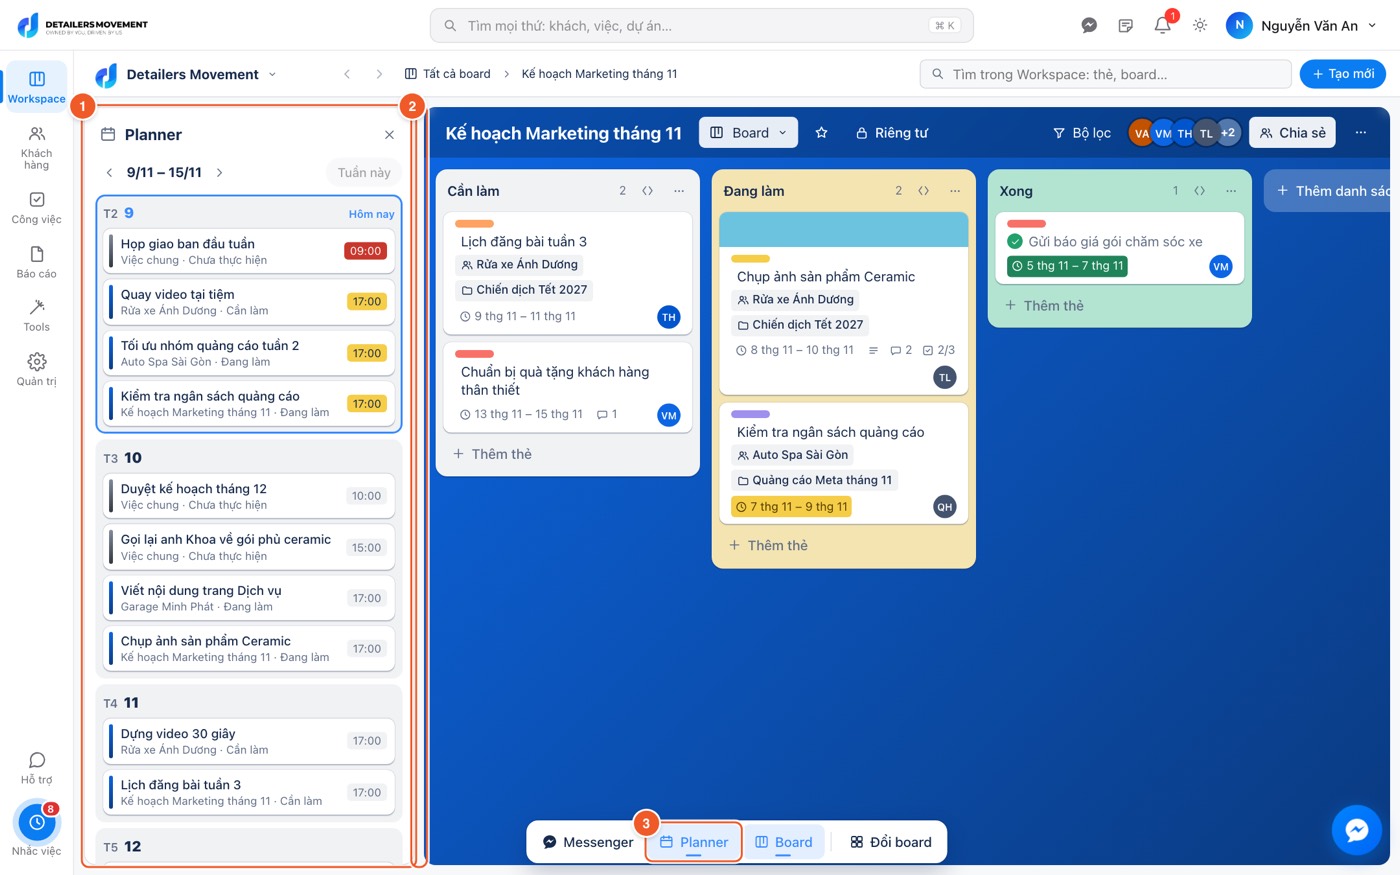 DETAILERS MOVEMENT
OWNED BY YOU, DRIVEN BY US
Tìm mọi thứ: khách, việc, dự án...
⌘ K
1
N
Nguyễn Văn An
Workspace
Khách hàng
Công việc
Báo cáo
Tools
Quản trị
Hỗ trợ
8
Nhắc việc
Detailers Movement
Tất cả board
Kế hoạch Marketing tháng 11
Tìm trong Workspace: thẻ, board...
+ Tạo mới
1
2
Planner
9/11 – 15/11
Tuần này
T2 9
Hôm nay
Họp giao ban đầu tuần
09:00
Việc chung · Chưa thực hiện
Quay video tại tiệm
17:00
Rửa xe Ánh Dương · Cần làm
Tối ưu nhóm quảng cáo tuần 2
17:00
Auto Spa Sài Gòn · Đang làm
Kiểm tra ngân sách quảng cáo
17:00
Kế hoạch Marketing tháng 11 · Đang làm
T3 10
Duyệt kế hoạch tháng 12
10:00
Việc chung · Chưa thực hiện
Gọi lại anh Khoa về gói phủ ceramic
15:00
Việc chung · Chưa thực hiện
Viết nội dung trang Dịch vụ
17:00
Garage Minh Phát · Đang làm
Chụp ảnh sản phẩm Ceramic
17:00
Kế hoạch Marketing tháng 11 · Đang làm
T4 11
Dựng video 30 giây
17:00
Rửa xe Ánh Dương · Cần làm
Lịch đăng bài tuần 3
17:00
Kế hoạch Marketing tháng 11 · Cần làm
T5 12
Kế hoạch Marketing tháng 11
Board
Riêng tư
Bộ lọc
VA
VM
TH
TL
+2
Chia sẻ
Cần làm
2
Lịch đăng bài tuần 3
Rửa xe Ánh Dương
Chiến dịch Tết 2027
9 thg 11 – 11 thg 11
TH
Chuẩn bị quà tặng khách hàng
thân thiết
13 thg 11 – 15 thg 11
1
VM
+ Thêm thẻ
Đang làm
2
Chụp ảnh sản phẩm Ceramic
Rửa xe Ánh Dương
Chiến dịch Tết 2027
8 thg 11 – 10 thg 11
2
2/3
TL
Kiểm tra ngân sách quảng cáo
Auto Spa Sài Gòn
Quảng cáo Meta tháng 11
7 thg 11 – 9 thg 11
QH
+ Thêm thẻ
Xong
1
Gửi báo giá gói chăm sóc xe
5 thg 11 – 7 thg 11
VM
+ Thêm thẻ
+ Thêm danh sác
3
Messenger
Planner
Board
Đổi board